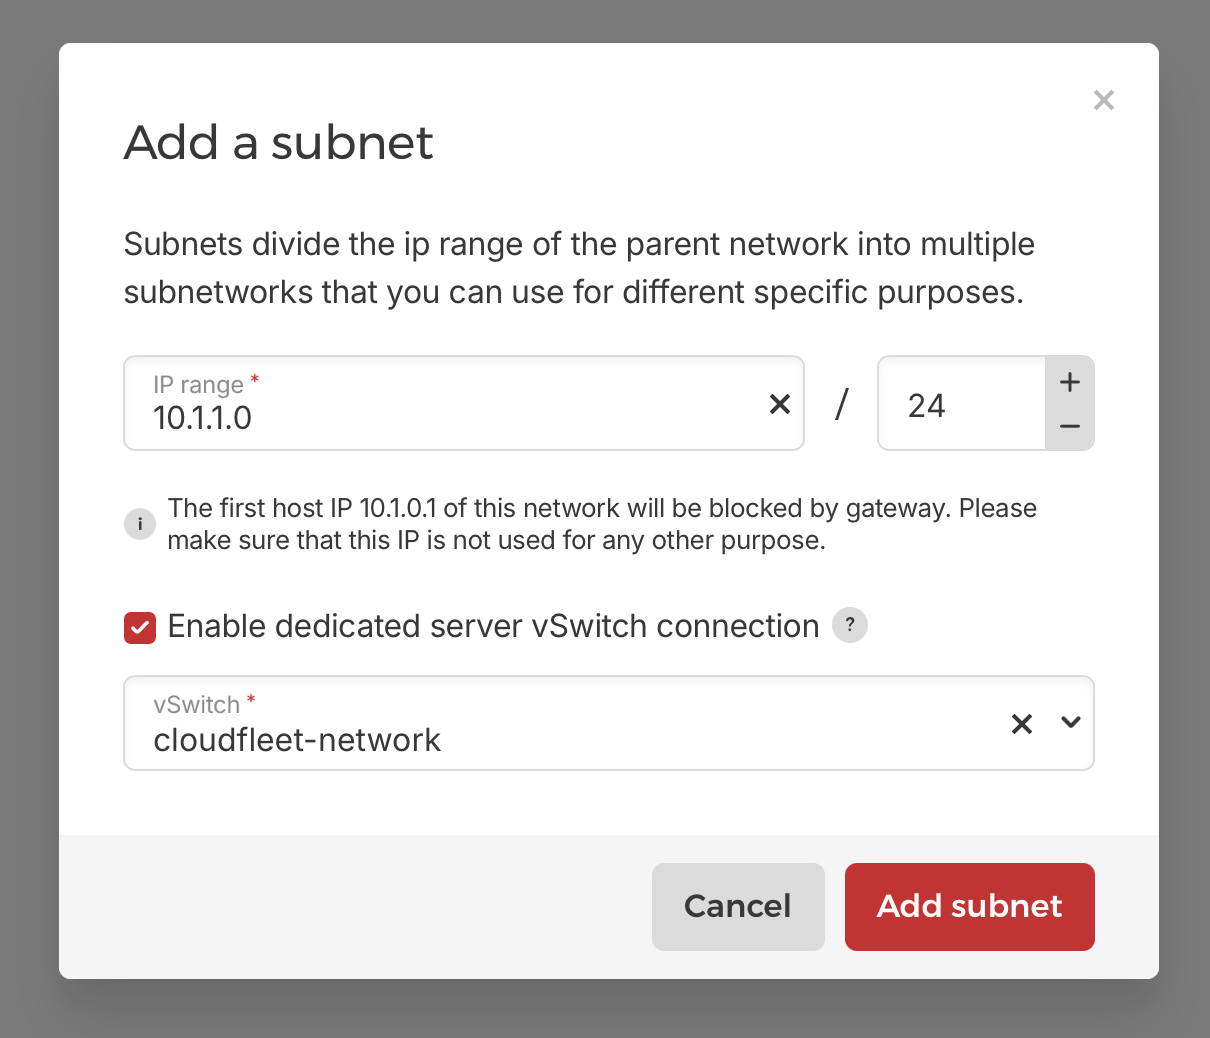 Add a subnet
Subnets divide the ip range of the parent network into multiple
subnetworks that you can use for different specific purposes.
IP range *
10.1.1.0
/
24
i
The first host IP 10.1.0.1 of this network will be blocked by gateway. Please
make sure that this IP is not used for any other purpose.
Enable dedicated server vSwitch connection ?
vSwitch *
cloudfleet-network
Cancel
Add subnet